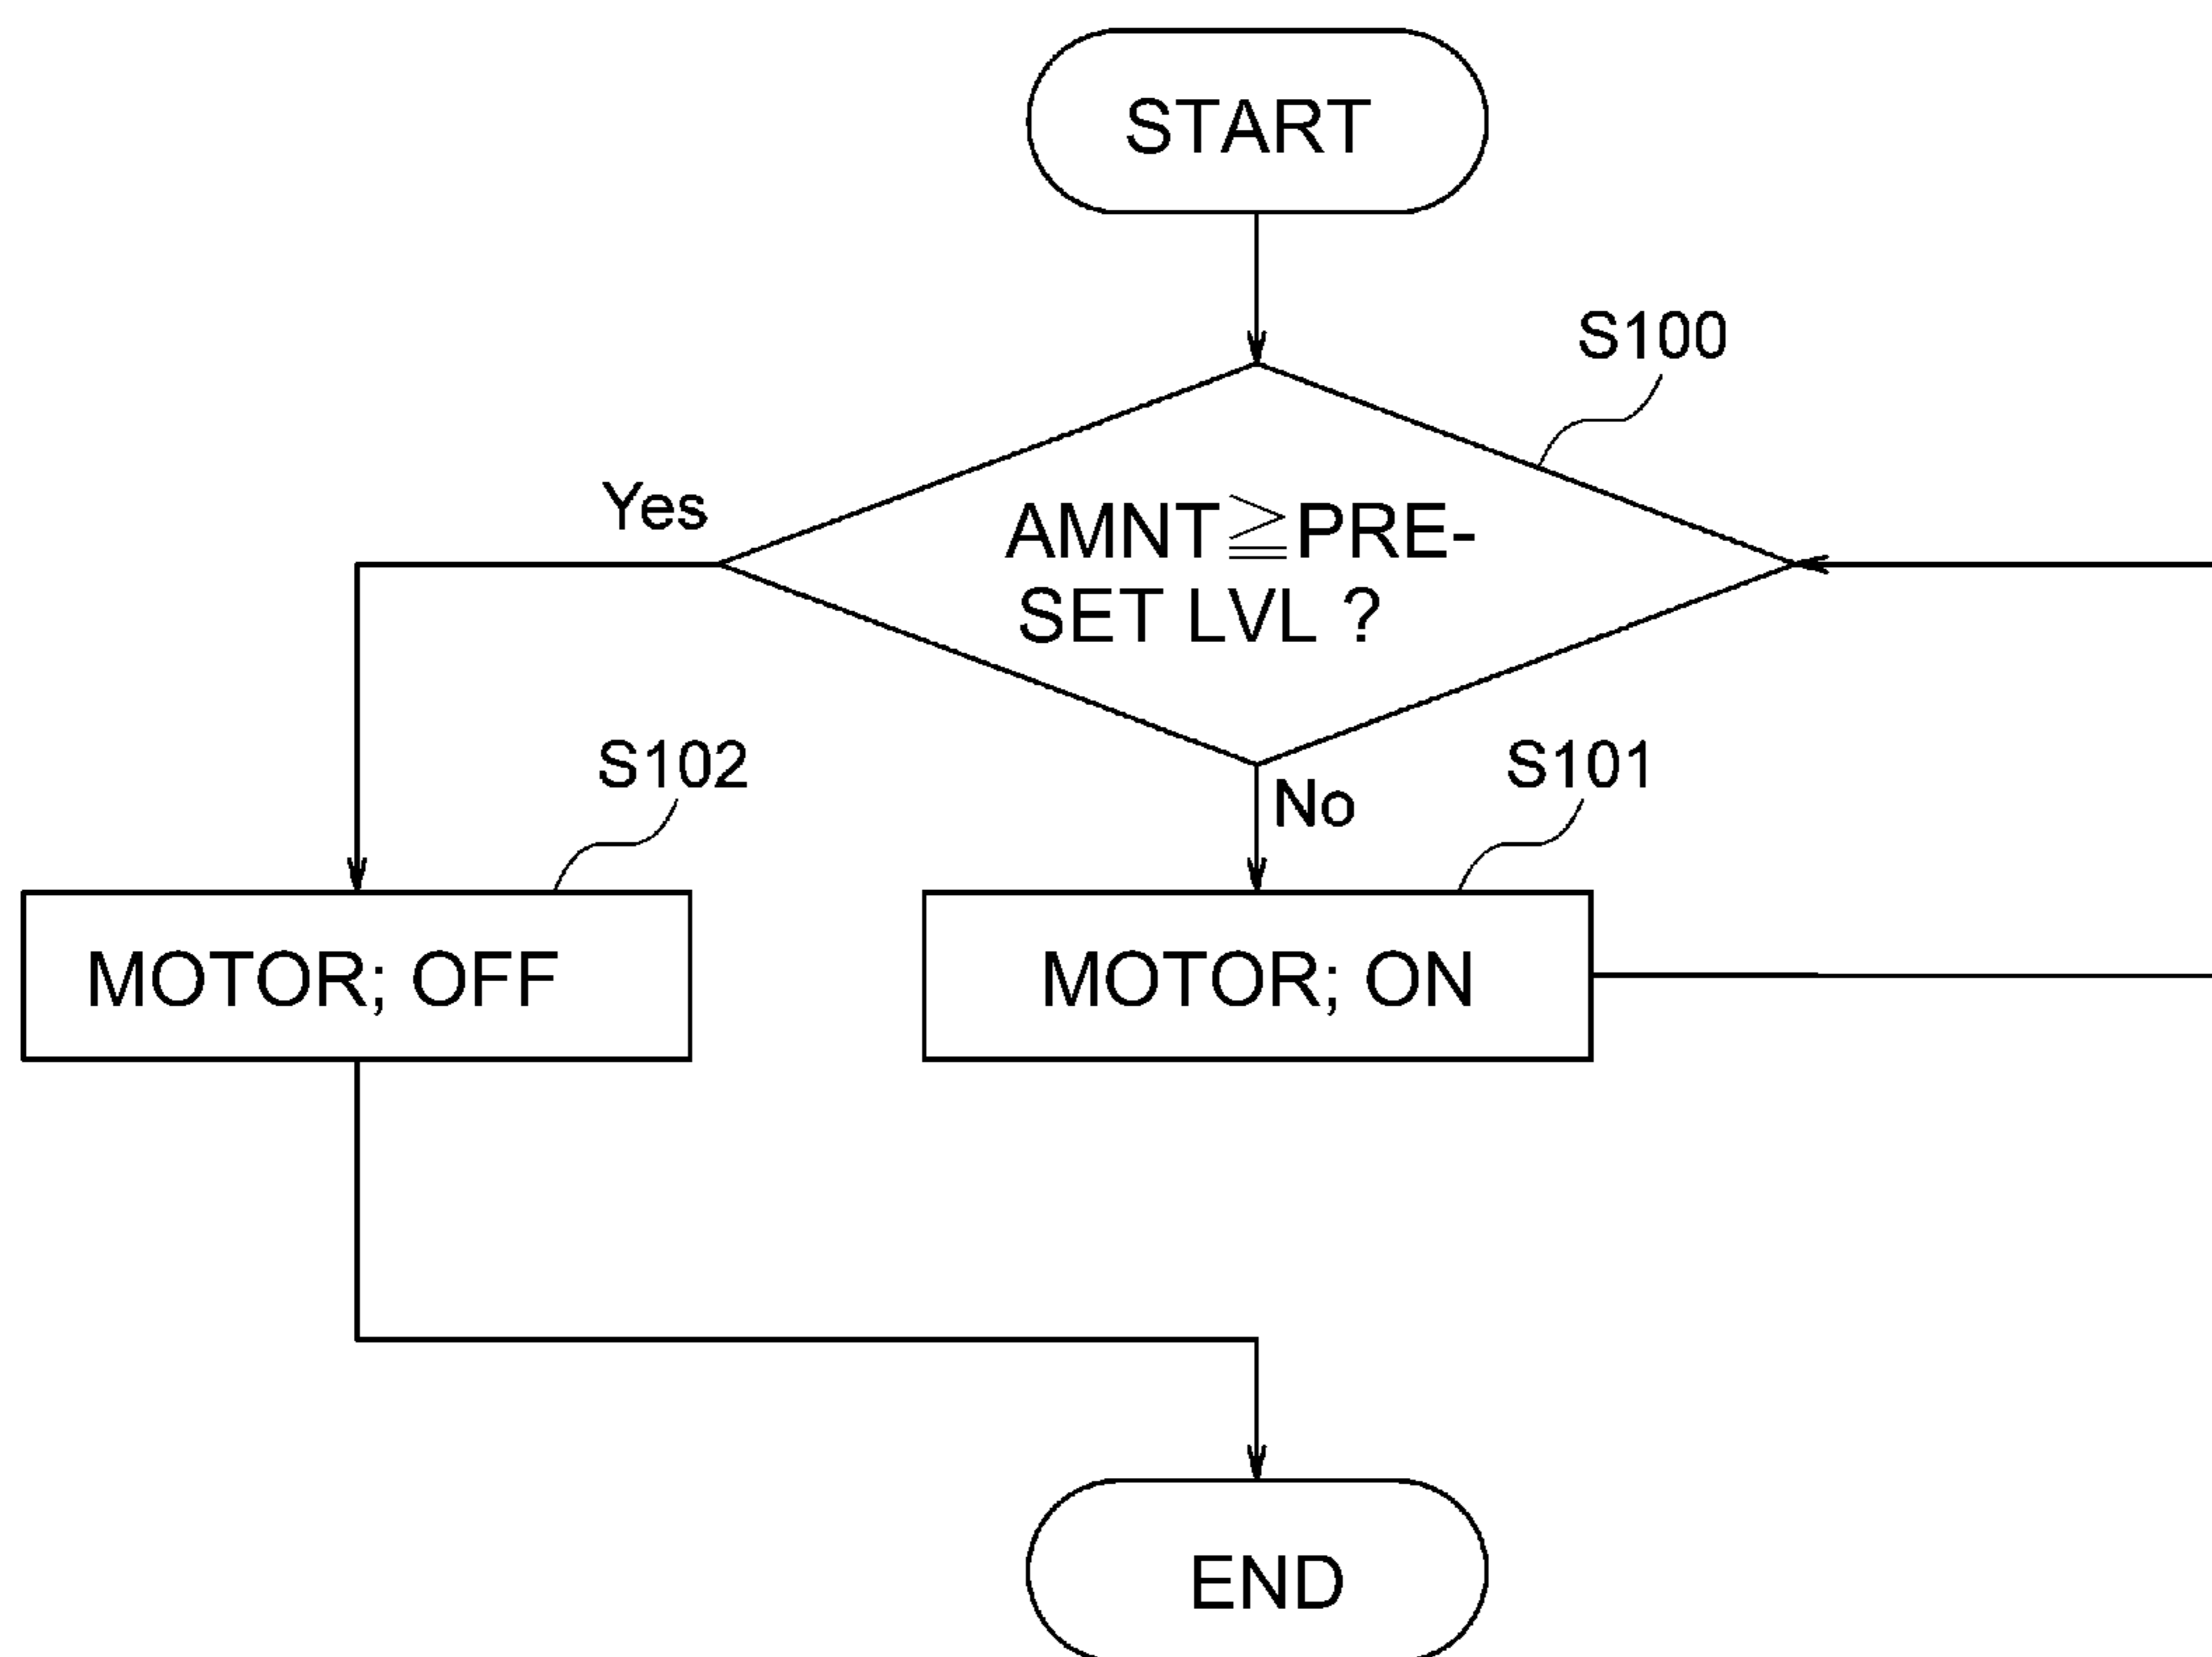 START
S100
Yes
AMNT≧PRE-
SET LVL ?
S102
No
S101
MOTOR; OFF
MOTOR; ON
END